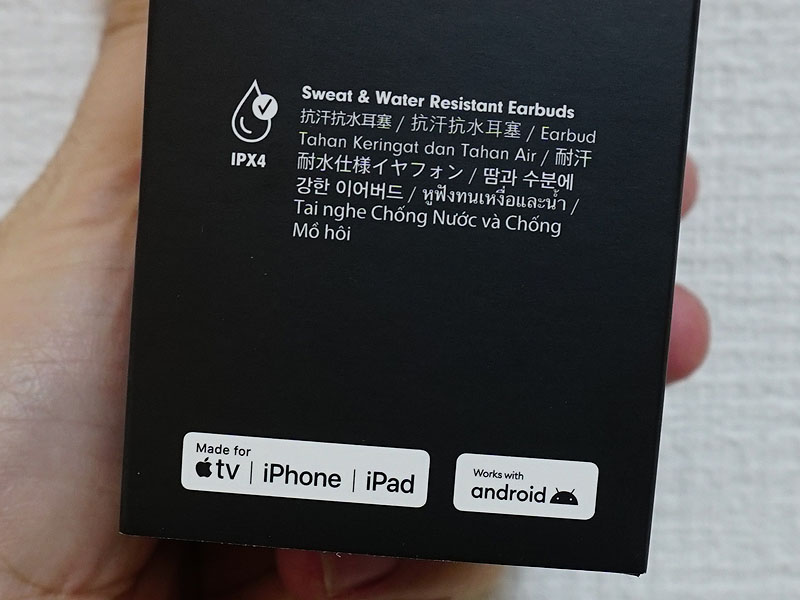 IPX4
Sweat & Water Resistant Earbuds
抗汗抗水耳塞 / 抗汗抗水耳塞 / Earbud
Tahan Keringat dan Tahan Air / 耐汗
耐水仕様イヤフォン / 땀과 수분에
강한 이어버드 / หูฟังทนเหงื่อและน้ำ /
Tai nghe Chống Nước và Chống
Mồ hôi
Made for
tv | iPhone | iPad
Works with
android